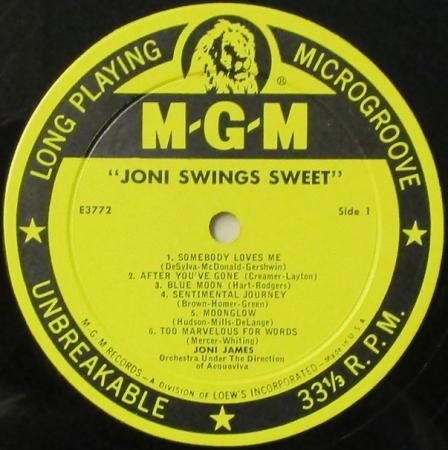 LONG PLAYING
MICROGROOVE
®
M-G-M
"JONI SWINGS SWEET"
E3772
Side 1
1. SOMEBODY LOVES ME
(DeSylva-McDonald-Gershwin)
2. AFTER YOU'VE GONE (Creamer-Layton)
3. BLUE MOON (Hart-Rodgers)
4. SENTIMENTAL JOURNEY
(Brown-Homer-Green)
5. MOONGLOW
(Hudson-Mills-DeLange)
6. TOO MARVELOUS FOR WORDS
(Mercer-Whiting)
JONI JAMES
Orchestra Under The Direction
of Acquaviva
M-G-M RECORDS—A DIVISION OF LOEW'S INCORPORATED—Made in U.S.A.
UNBREAKABLE
33⅓ R.P.M.